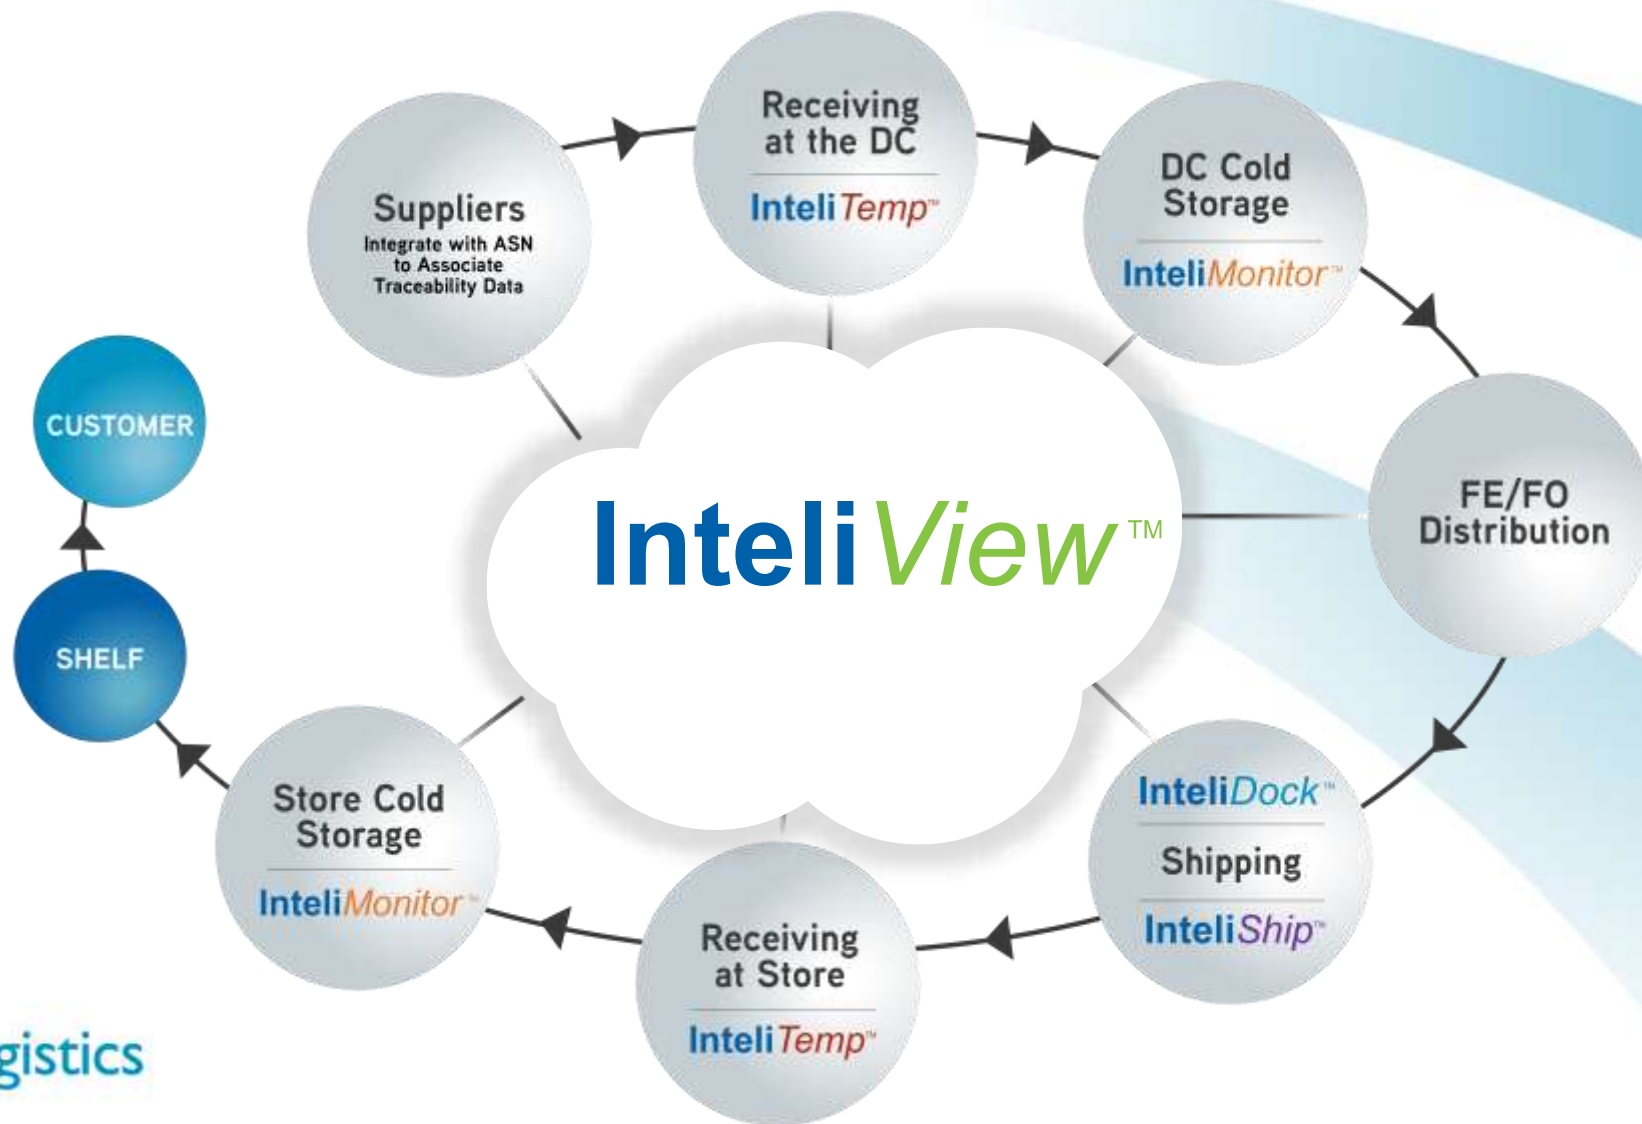 Suppliers
Integrate with ASN
to Associate
Traceability Data
Receiving
at the DC
InteliTemp™
DC Cold
Storage
InteliMonitor™
FE/FO
Distribution
InteliDock™
Shipping
InteliShip™
Receiving
at Store
InteliTemp™
Store Cold
Storage
InteliMonitor™
SHELF
CUSTOMER
InteliView™
gistics